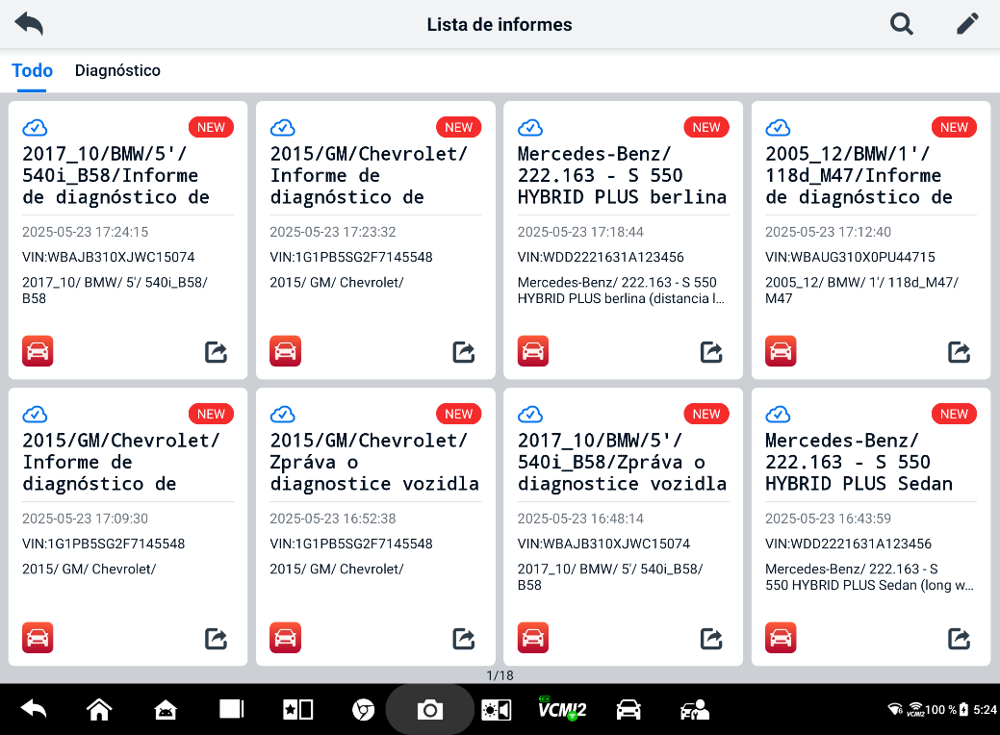 Lista de informes
Todo
Diagnóstico
NEW
2017_10/BMW/5'/
540i_B58/Informe
de diagnóstico de
2025-05-23 17:24:15
VIN:WBAJB310XJWC15074
2017_10/ BMW/ 5'/ 540i_B58/
B58
NEW
2015/GM/Chevrolet/
Informe de
diagnóstico de
2025-05-23 17:23:32
VIN:1G1PB5SG2F7145548
2015/ GM/ Chevrolet/
NEW
Mercedes-Benz/
222.163 - S 550
HYBRID PLUS berlina
2025-05-23 17:18:44
VIN:WDD2221631A123456
Mercedes-Benz/ 222.163 - S 550
HYBRID PLUS berlina (distancia l...
NEW
2005_12/BMW/1'/
118d_M47/Informe
de diagnóstico de
2025-05-23 17:12:40
VIN:WBAUG310X0PU44715
2005_12/ BMW/ 1'/ 118d_M47/
M47
NEW
2015/GM/Chevrolet/
Informe de
diagnóstico de
2025-05-23 17:09:30
VIN:1G1PB5SG2F7145548
2015/ GM/ Chevrolet/
NEW
2015/GM/Chevrolet/
Zpráva o
diagnostice vozidla
2025-05-23 16:52:38
VIN:1G1PB5SG2F7145548
2015/ GM/ Chevrolet/
NEW
2017_10/BMW/5'/
540i_B58/Zpráva o
diagnostice vozidla
2025-05-23 16:48:14
VIN:WBAJB310XJWC15074
2017_10/ BMW/ 5'/ 540i_B58/
B58
NEW
Mercedes-Benz/
222.163 - S 550
HYBRID PLUS Sedan
2025-05-23 16:43:59
VIN:WDD2221631A123456
Mercedes-Benz/ 222.163 - S
550 HYBRID PLUS Sedan (long w...
1/18
VCMI2
6 VCMI2 100 % 5:24